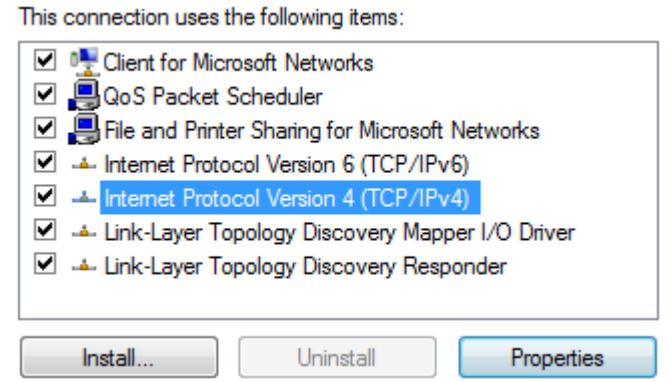 This connection uses the following items:
Client for Microsoft Networks
QoS Packet Scheduler
File and Printer Sharing for Microsoft Networks
Internet Protocol Version 6 (TCP/IPv6)
Internet Protocol Version 4 (TCP/IPv4)
Link-Layer Topology Discovery Mapper I/O Driver
Link-Layer Topology Discovery Responder
Install... Uninstall Properties